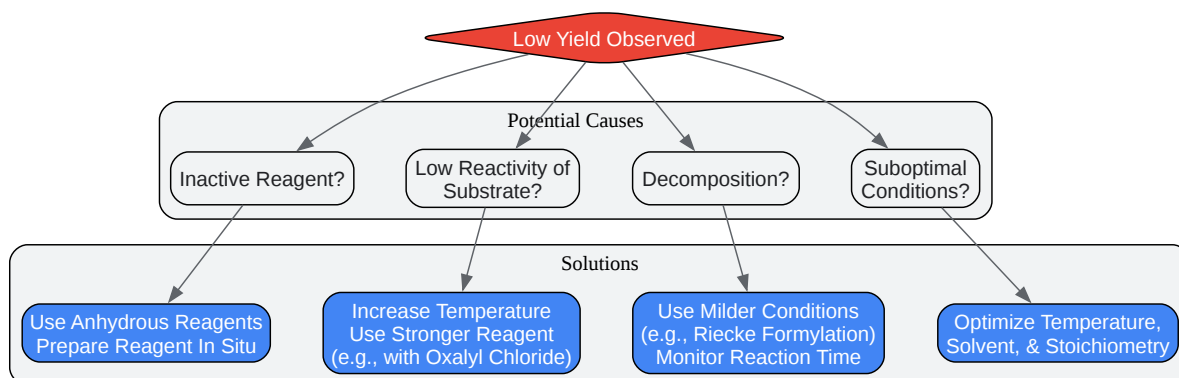 Low Yield Observed
Potential Causes
Inactive Reagent?
Low Reactivity of
Substrate?
Decomposition?
Suboptimal
Conditions?
Solutions
Use Anhydrous Reagents
Prepare Reagent In Situ
Increase Temperature
Use Stronger Reagent
(e.g., with Oxalyl Chloride)
Use Milder Conditions
(e.g., Riecke Formylation)
Monitor Reaction Time
Optimize Temperature,
Solvent, & Stoichiometry